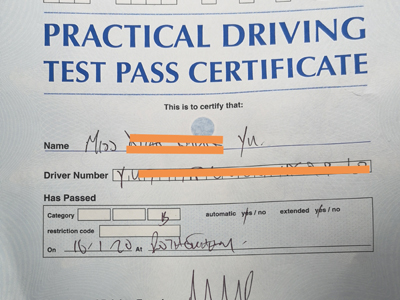 PRACTICAL DRIVING
TEST PASS CERTIFICATE
This is to certify that:
Name Miss Yu.
Driver Number
Has Passed
Category B automatic yes / no extended yes / no
restriction code
On 16/1/20 At